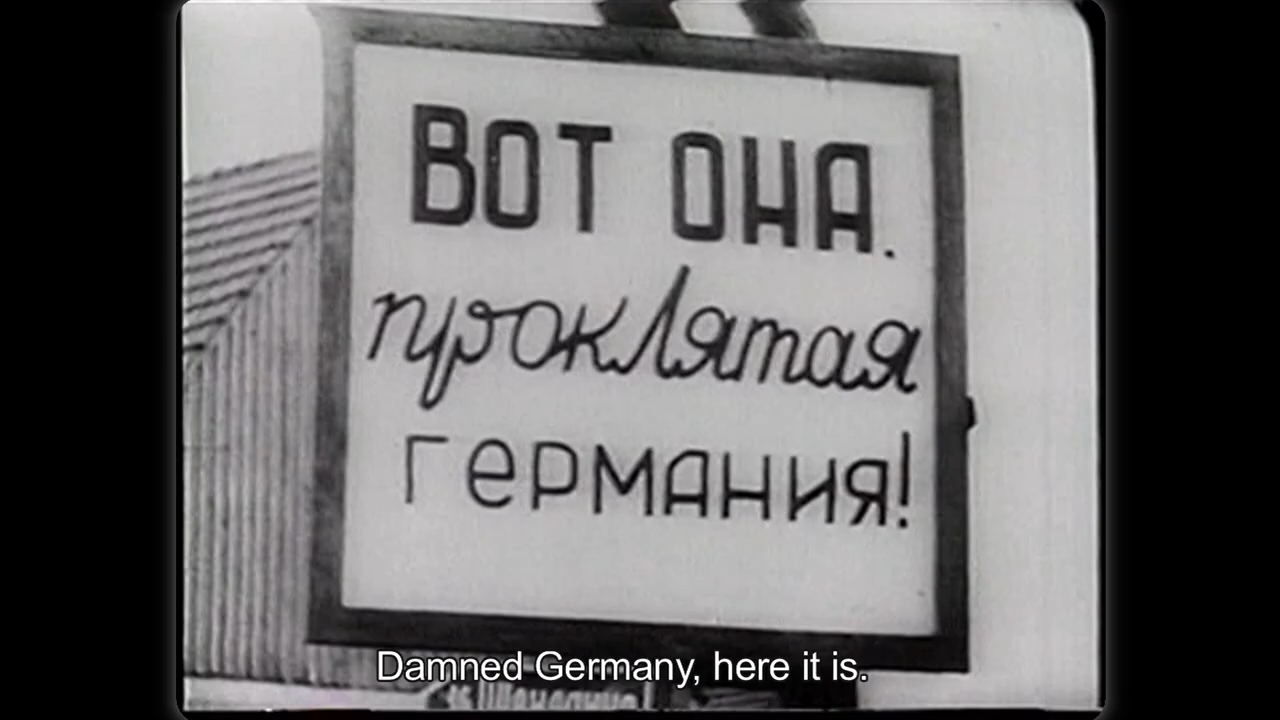 ВОТ ОНА.
проклятая
германия!
Damned Germany, here it is.